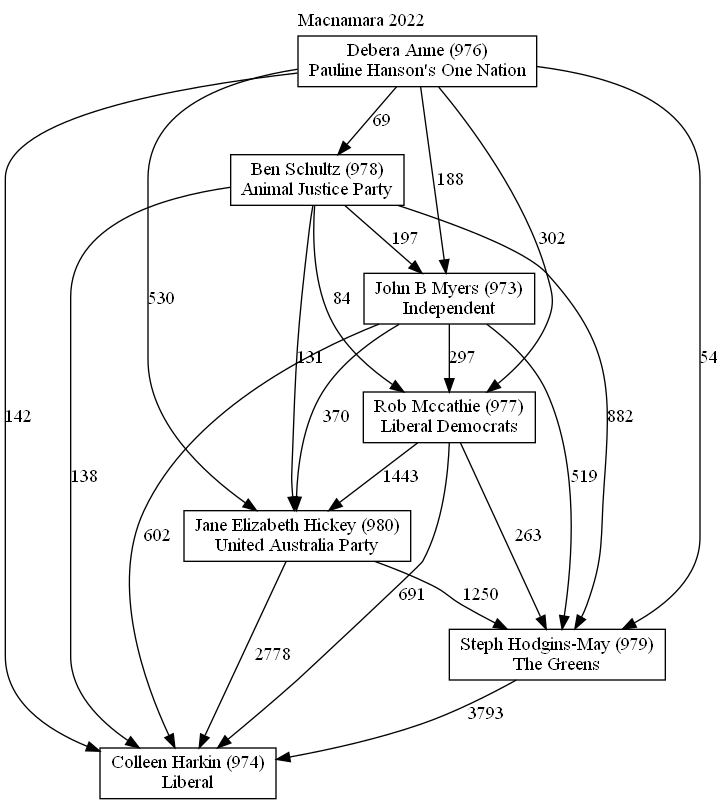 Macnamara 2022
Debera Anne (976)
Pauline Hanson's One Nation
69
Ben Schultz (978)
Animal Justice Party
188
197
302
John B Myers (973)
Independent
530
84
131
297
54
142
138
370
Rob Mccathie (977)
Liberal Democrats
882
1443
519
602
Jane Elizabeth Hickey (980)
United Australia Party
263
691
1250
2778
Steph Hodgins-May (979)
The Greens
3793
Colleen Harkin (974)
Liberal